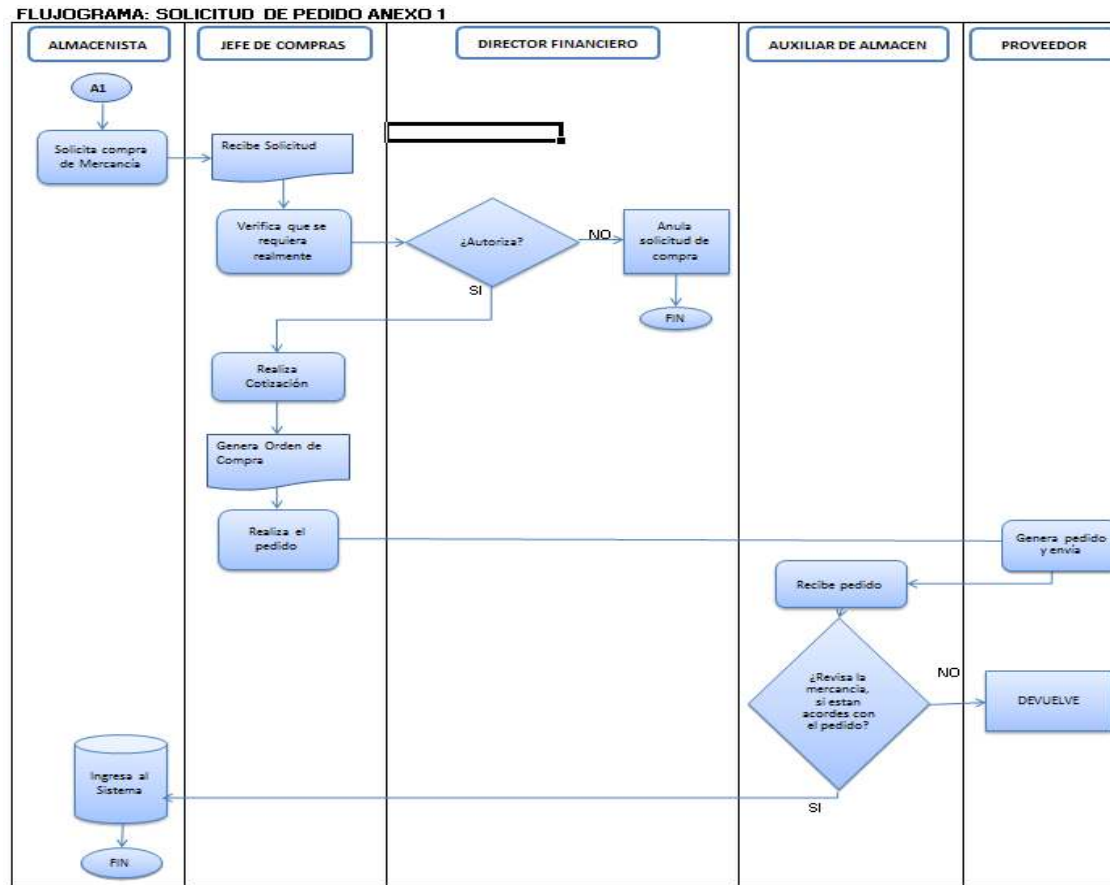 FLUJOGRAMA: SOLICITUD DE PEDIDO ANEXO 1
ALMACENISTA
JEFE DE COMPRAS
DIRECTOR FINANCIERO
AUXILIAR DE ALMACEN
PROVEEDOR
A1
Solicita compra
de Mercancía
Recibe Solicitud
Verifica que se
requiera
realmente
¿Autoriza?
NO
Anula
solicitud de
compra
FIN
SI
Realiza
Cotización
Genera Orden de
Compra
Realiza el
pedido
Genera pedido
y envía
Recibe pedido
¿Revisa la
mercancía,
si estan
acordes con
el pedido?
NO
DEVUELVE
SI
Ingresa al
Sistema
FIN